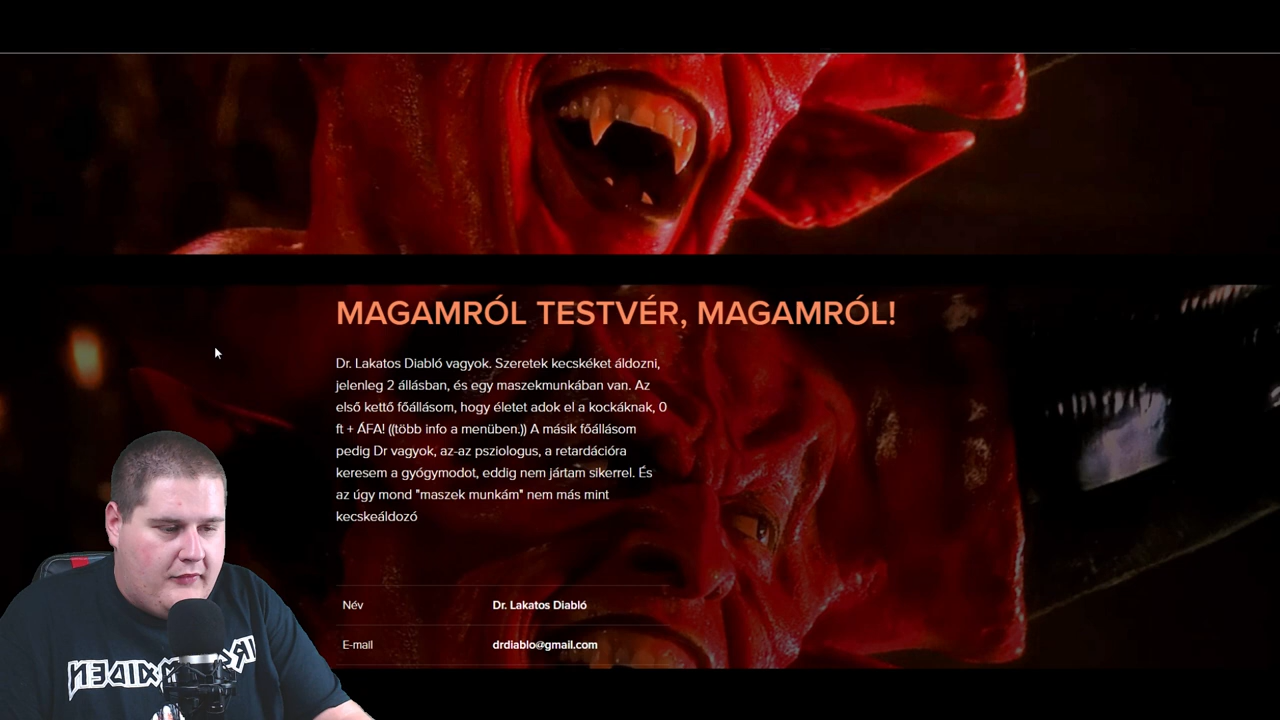 MAGAMRÓL TESTVÉR, MAGAMRÓL!
Dr. Lakatos Diabló vagyok. Szeretek kecskéket áldozni,
jelenleg 2 állásban, és egy maszekmunkában van. Az
első kettő főállásom, hogy életet adok el a kockáknak, 0
ft + ÁFA! ((több info a menüben.)) A másik főállásom
pedig Dr vagyok, az-az psziologus, a retardációra
keresem a gyógymodot, eddig nem jártam sikerrel. És
az úgy mond "maszek munkám" nem más mint
kecskeáldozó
Név Dr. Lakatos Diabló
E-mail drdiablo@gmail.com